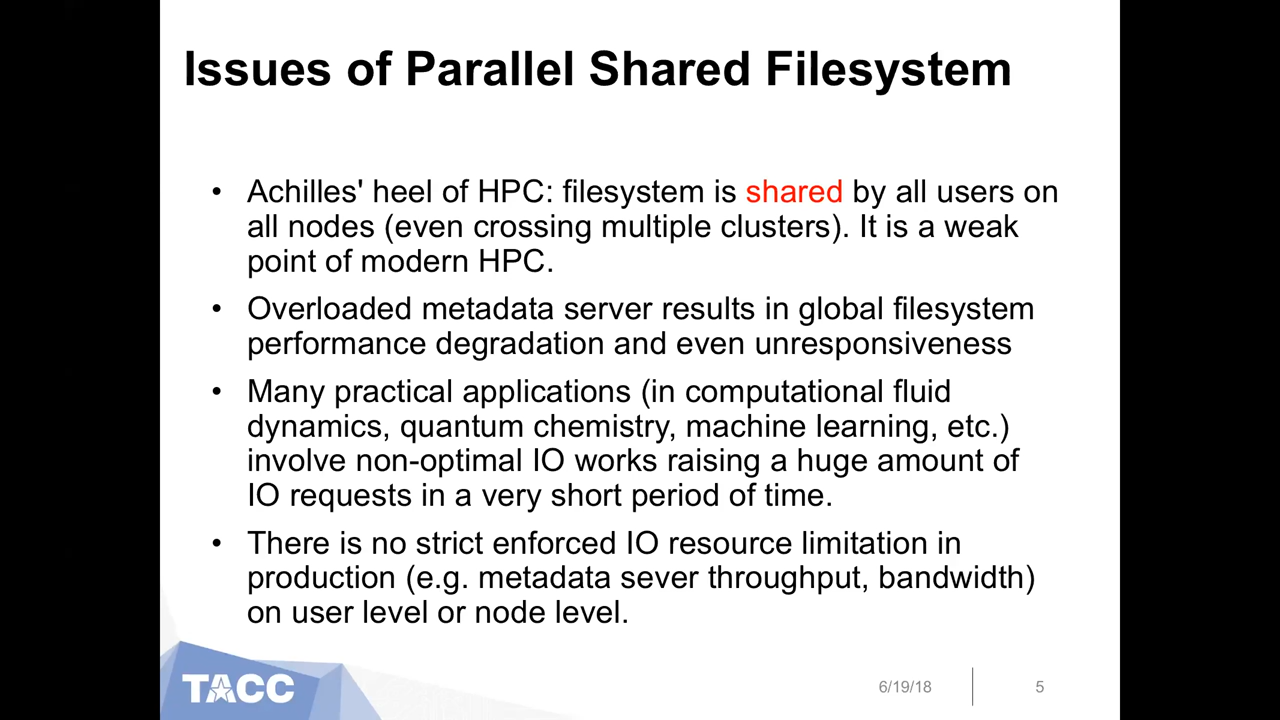 Issues of Parallel Shared Filesystem
• Achilles' heel of HPC: filesystem is shared by all users on
all nodes (even crossing multiple clusters). It is a weak
point of modern HPC.
• Overloaded metadata server results in global filesystem
performance degradation and even unresponsiveness
• Many practical applications (in computational fluid
dynamics, quantum chemistry, machine learning, etc.)
involve non-optimal IO works raising a huge amount of
IO requests in a very short period of time.
• There is no strict enforced IO resource limitation in
production (e.g. metadata sever throughput, bandwidth)
on user level or node level.
TACC
6/19/18
5